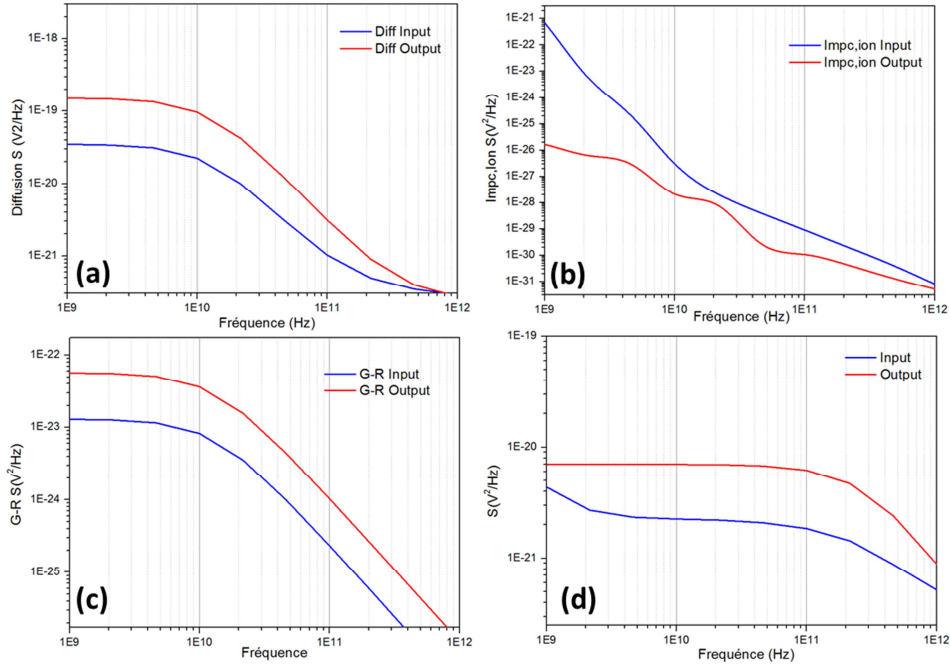 1E-18
1E-19
1E-20
1E-21
Diffusion S (V2/Hz)
Diff Input
Diff Output
(a)
1E9
1E10
1E11
1E12
Fréquence (Hz)
1E-21
1E-22
1E-23
1E-24
1E-25
1E-26
1E-27
1E-28
1E-29
1E-30
1E-31
Impc,Ion S(V²/Hz)
Impc,ion Input
Impc,ion Output
(b)
1E9
1E10
1E11
1E12
Fréquence (Hz)
1E-22
1E-23
1E-24
1E-25
G-R S(V²/Hz)
G-R Input
G-R Output
(c)
1E9
1E10
1E11
1E12
Fréquence
1E-19
1E-20
1E-21
S(V²/Hz)
Input
Output
(d)
1E9
1E10
1E11
1E12
Fréquénce (Hz)